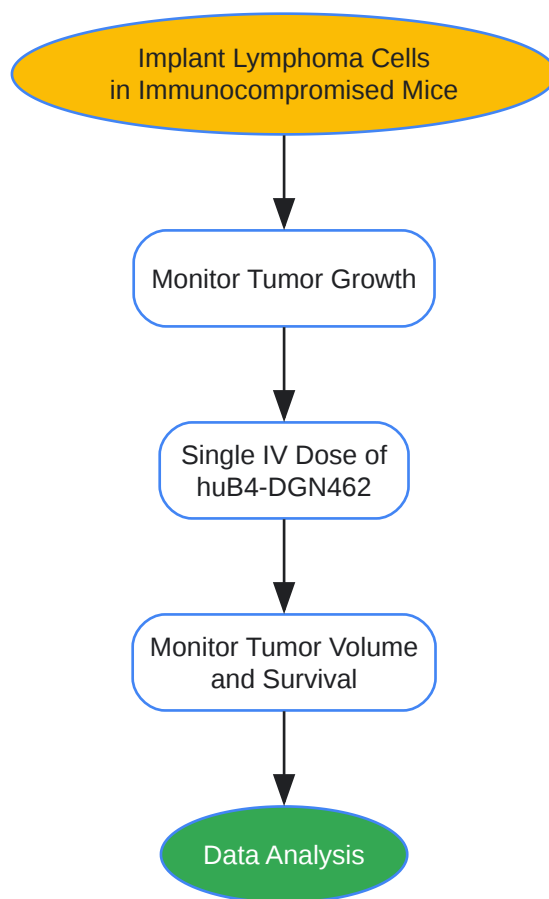 Implant Lymphoma Cells
in Immunocompromised Mice
Monitor Tumor Growth
Single IV Dose of
huB4-DGN462
Monitor Tumor Volume
and Survival
Data Analysis